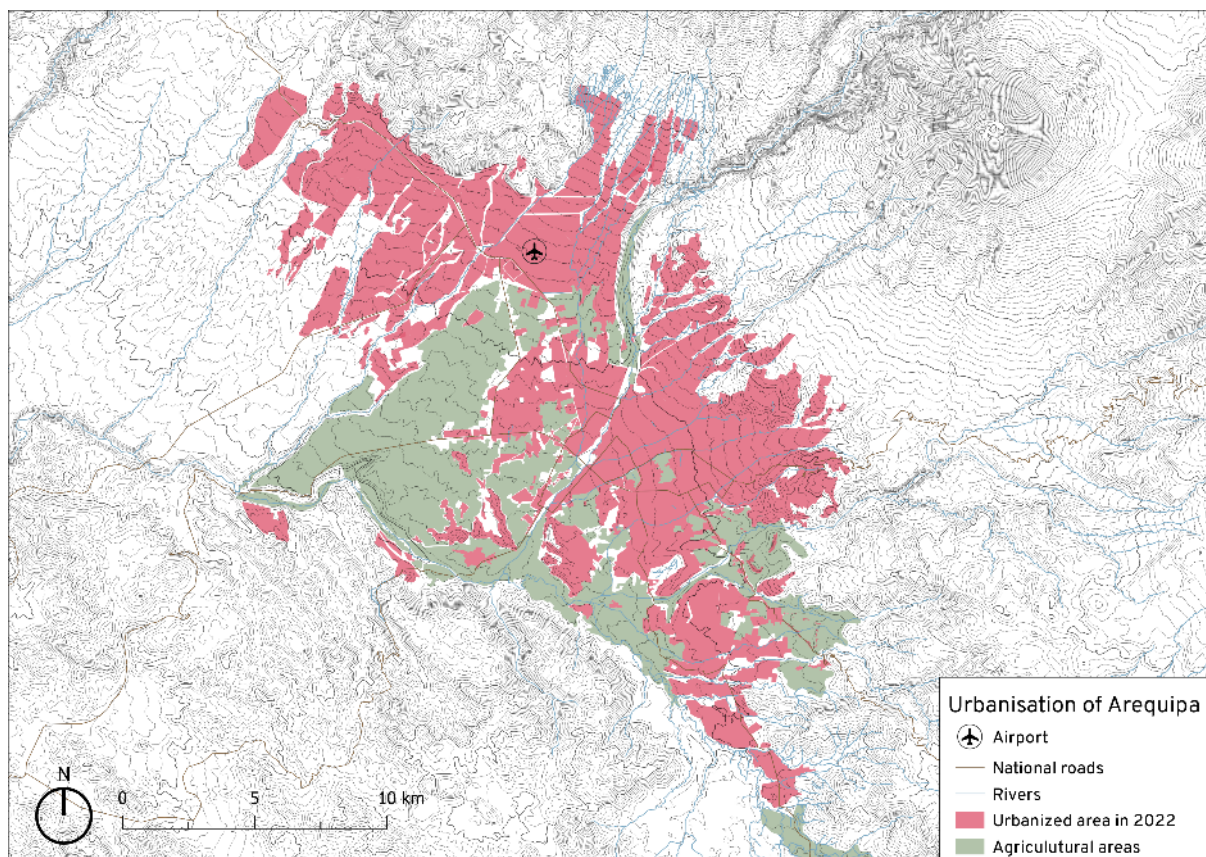 Urbanisation of Arequipa
Airport
National roads
Rivers
Urbanized area in 2022
Agriculutural areas
N
0 5 10 km